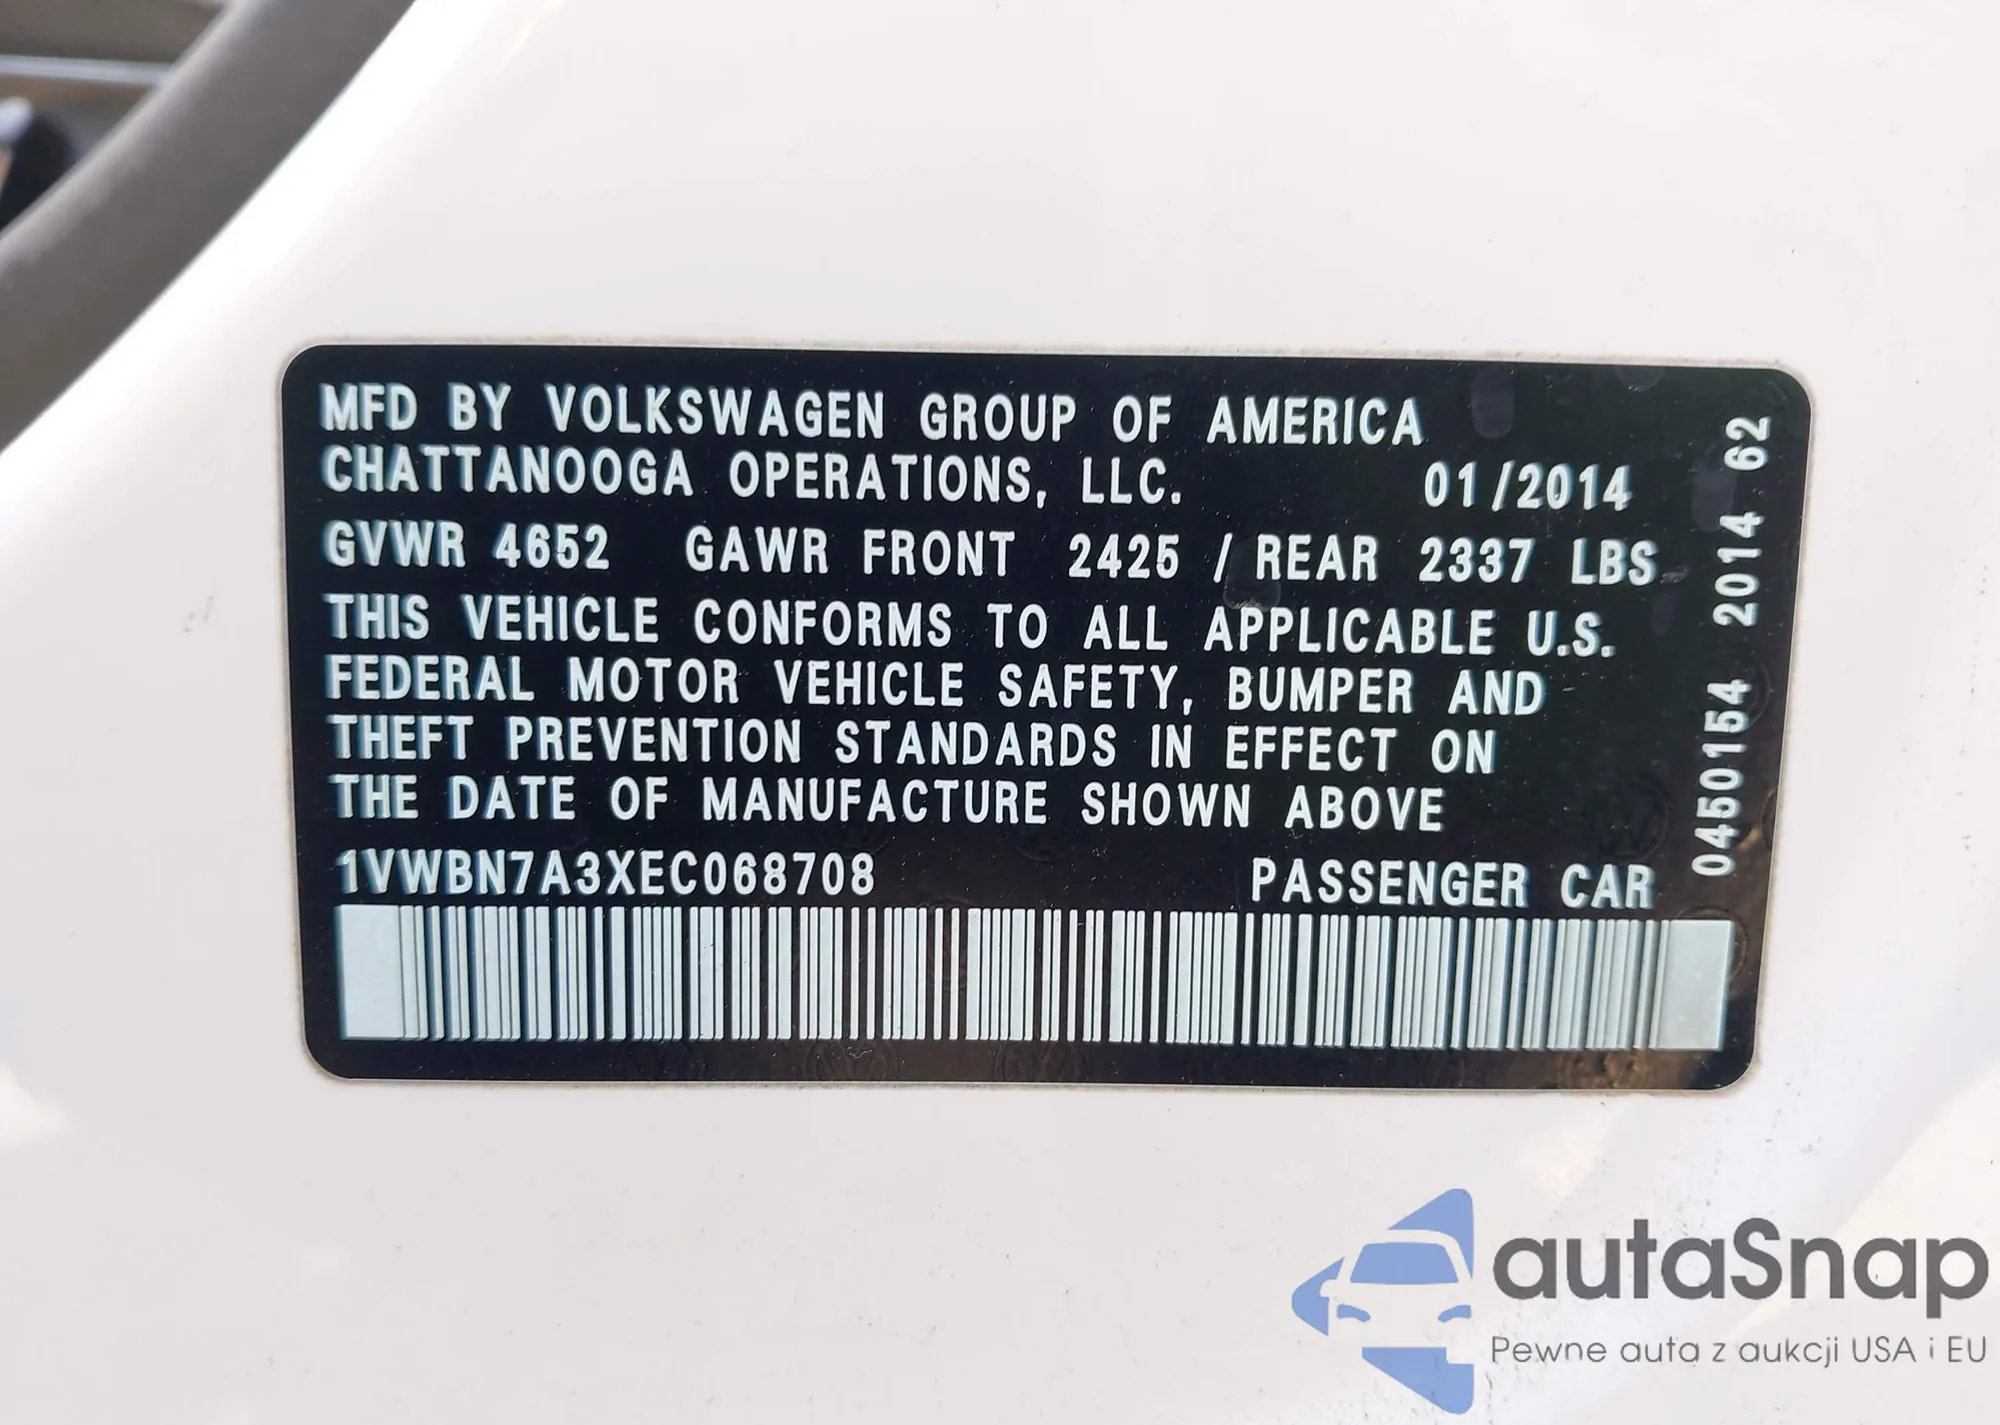 MFD BY VOLKSWAGEN GROUP OF AMERICA
CHATTANOOGA OPERATIONS, LLC. 01/2014
GVWR 4652 GAWR FRONT 2425 / REAR 2337 LBS
THIS VEHICLE CONFORMS TO ALL APPLICABLE U.S.
FEDERAL MOTOR VEHICLE SAFETY, BUMPER AND
THEFT PREVENTION STANDARDS IN EFFECT ON
THE DATE OF MANUFACTURE SHOWN ABOVE
1VWBN7A3XEC068708 PASSENGER CAR
0450154 2014 62
autaSnap
Pewne auta z aukcji USA i EU